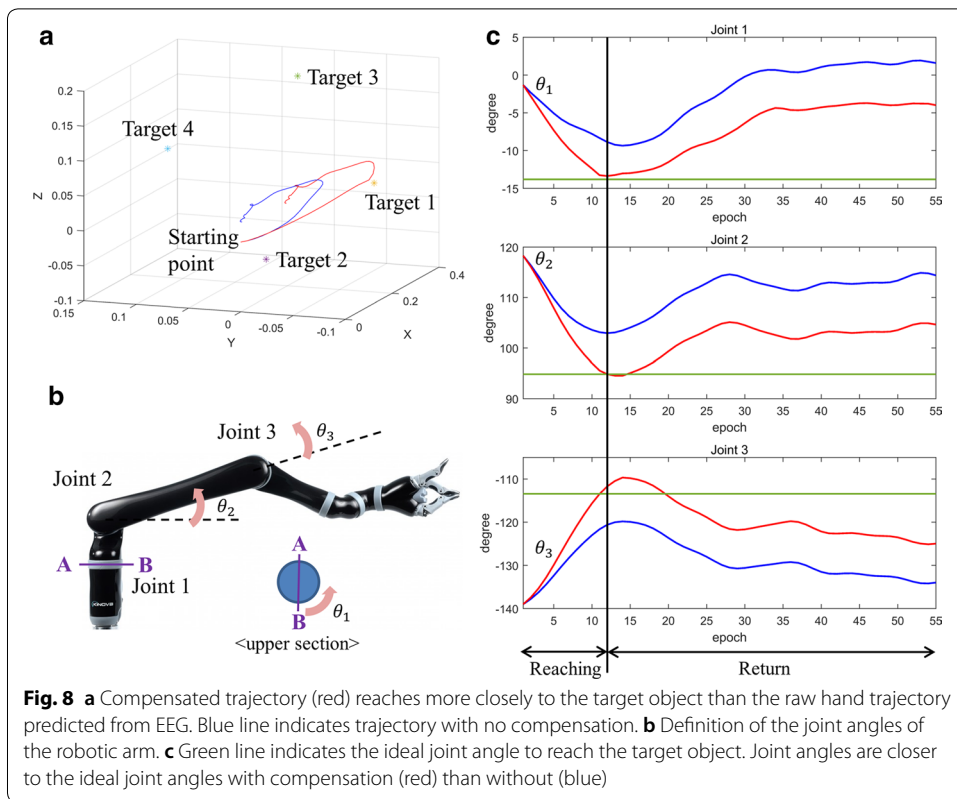 a
0.2
0.15
0.1
0.05
0
-0.05
-0.1
Z
0.15
0.1
0.05
0
-0.05
-0.1
Y
0
0.2
0.4
X
Target 3
Target 4
Target 1
Target 2
Starting
point
b
Joint 3
θ3
Joint 2
θ2
A
B
Joint 1
KINOVA
A
B
θ1
<upper section>
c
Joint 1
5
0
-5
-10
-15
degree
θ1
5 10 15 20 25 30 35 40 45 50 55
epoch
Joint 2
120
110
100
90
degree
θ2
5 10 15 20 25 30 35 40 45 50 55
epoch
Joint 3
-110
-120
-130
-140
degree
θ3
5 10 15 20 25 30 35 40 45 50 55
epoch
Reaching
Return
Fig. 8 a Compensated trajectory (red) reaches more closely to the target object than the raw hand trajectory
predicted from EEG. Blue line indicates trajectory with no compensation. b Definition of the joint angles of
the robotic arm. c Green line indicates the ideal joint angle to reach the target object. Joint angles are closer
to the ideal joint angles with compensation (red) than without (blue)